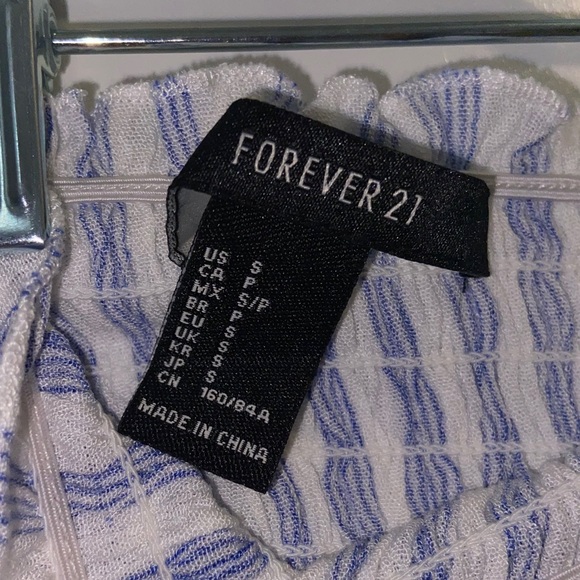 FOREVER 21
US S
CA P
MX S/P
BR P
EU S
UK S
KR S
JP S
CN 160/84A
MADE IN CHINA